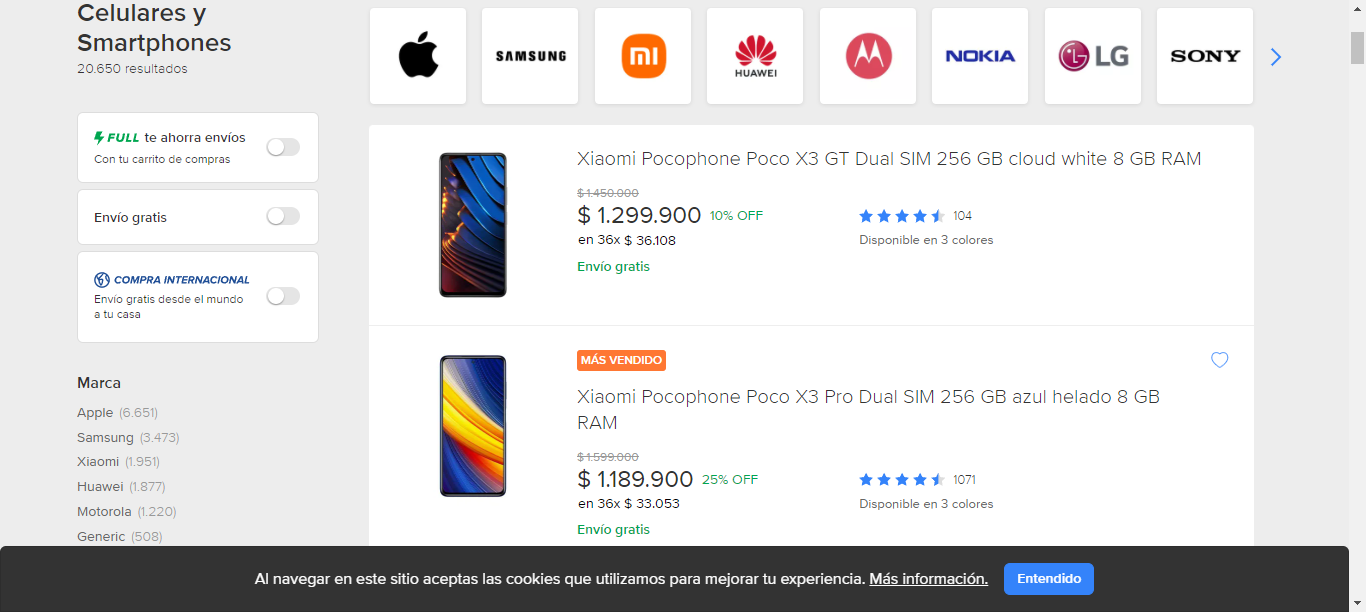 Celulares y
Smartphones
20.650 resultados
SAMSUNG
HUAWEI
NOKIA
LG
SONY
FULL te ahorra envíos
Con tu carrito de compras
Envío gratis
COMPRA INTERNACIONAL
Envío gratis desde el mundo
a tu casa
Marca
Apple (6.651)
Samsung (3.473)
Xiaomi (1.951)
Huawei (1.877)
Motorola (1.220)
Generic (508)
Xiaomi Pocophone Poco X3 GT Dual SIM 256 GB cloud white 8 GB RAM
$ 1.450.000
$ 1.299.900 10% OFF
104
en 36x $ 36.108
Disponible en 3 colores
Envío gratis
MÁS VENDIDO
Xiaomi Pocophone Poco X3 Pro Dual SIM 256 GB azul helado 8 GB
RAM
$ 1.599.000
$ 1.189.900 25% OFF
1071
en 36x $ 33.053
Disponible en 3 colores
Envío gratis
Al navegar en este sitio aceptas las cookies que utilizamos para mejorar tu experiencia. Más información.
Entendido